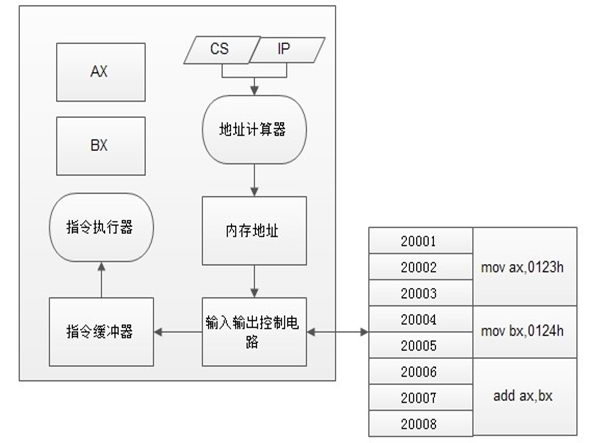 CS
IP
AX
地址计算器
BX
内存地址
指令执行器
指令缓冲器
输入输出控制电
路
20001
20002
20003
20004
20005
20006
20007
20008
mov ax,0123h
mov bx,0124h
add ax,bx